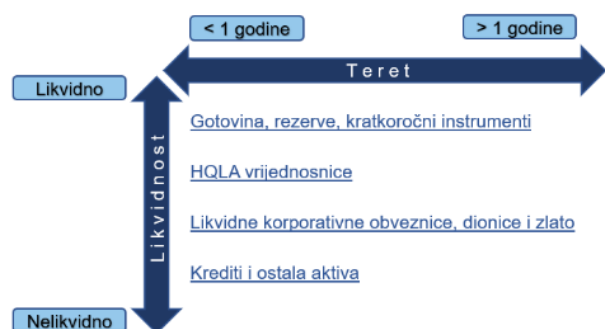 < 1 godine
> 1 godine
Teret
Likvidno
Likvidnost
Gotovina, rezerve, kratkoročni instrumenti
HQLA vrijednosnice
Likvidne korporativne obveznice, dionice i zlato
Krediti i ostala aktiva
Nelikvidno